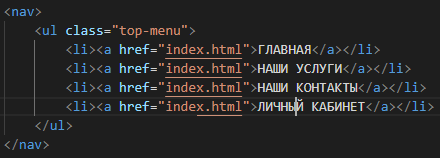 <nav>
<ul class="top-menu">
<li><a href="index.html">ГЛАВНАЯ</a></li>
<li><a href="index.html">НАШИ УСЛУГИ</a></li>
<li><a href="index.html">НАШИ КОНТАКТЫ</a></li>
<li><a href="index.html">ЛИЧНЫЙ КАБИНЕТ</a></li>
</ul>
</nav>